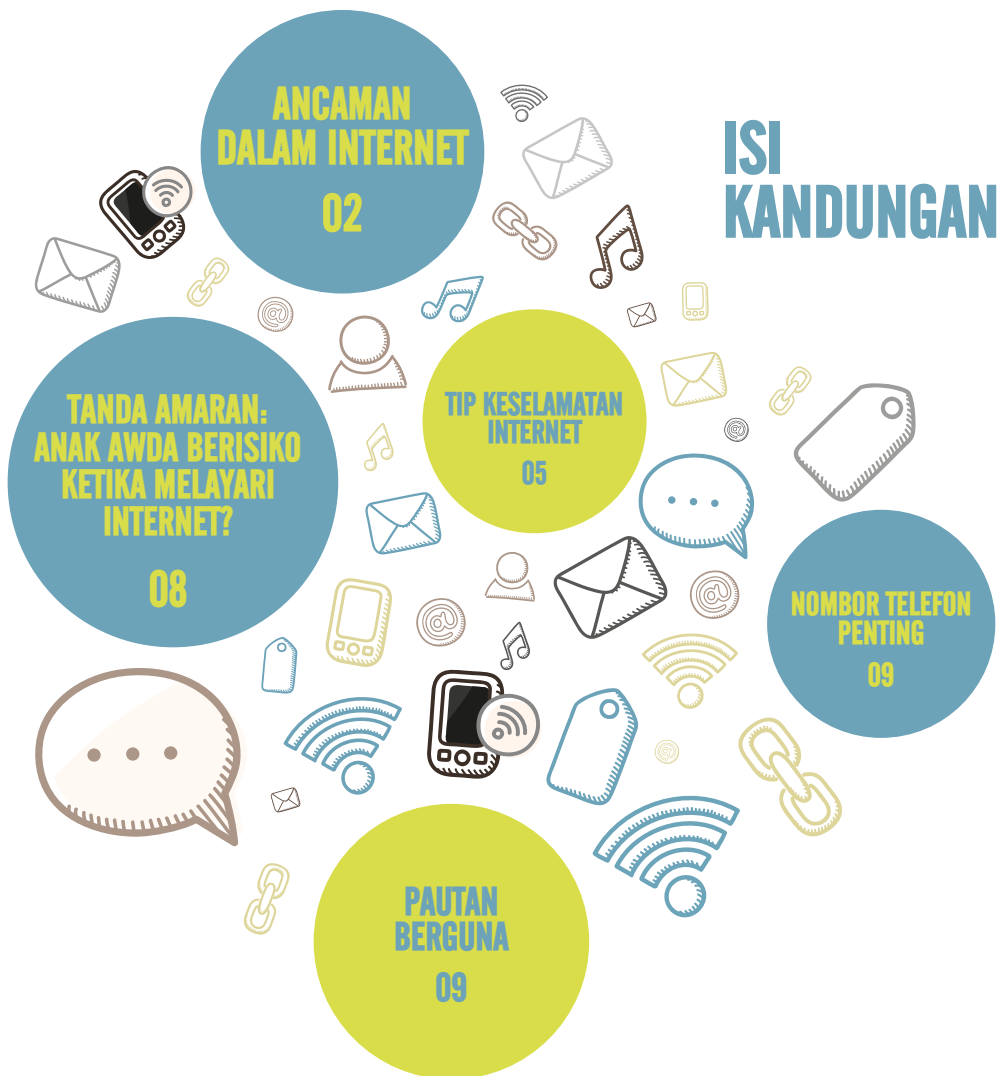 ISI
KANDUNGAN
ANCAMAN
DALAM INTERNET
02
TIP KESELAMATAN
INTERNET
05
TANDA AMARAN:
ANAK AWDA BERISIKO
KETIKA MELAYARI
INTERNET?
08
NOMBOR TELEFON
PENTING
09
PAUTAN
BERGUNA
09